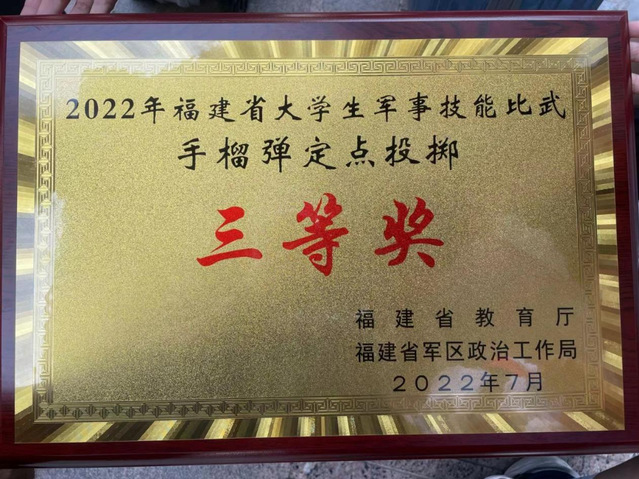 2022年福建省大学生军事技能比武
手榴弹定点投掷
三等奖
福建省教育厅
福建省军区政治工作局
2022年7月